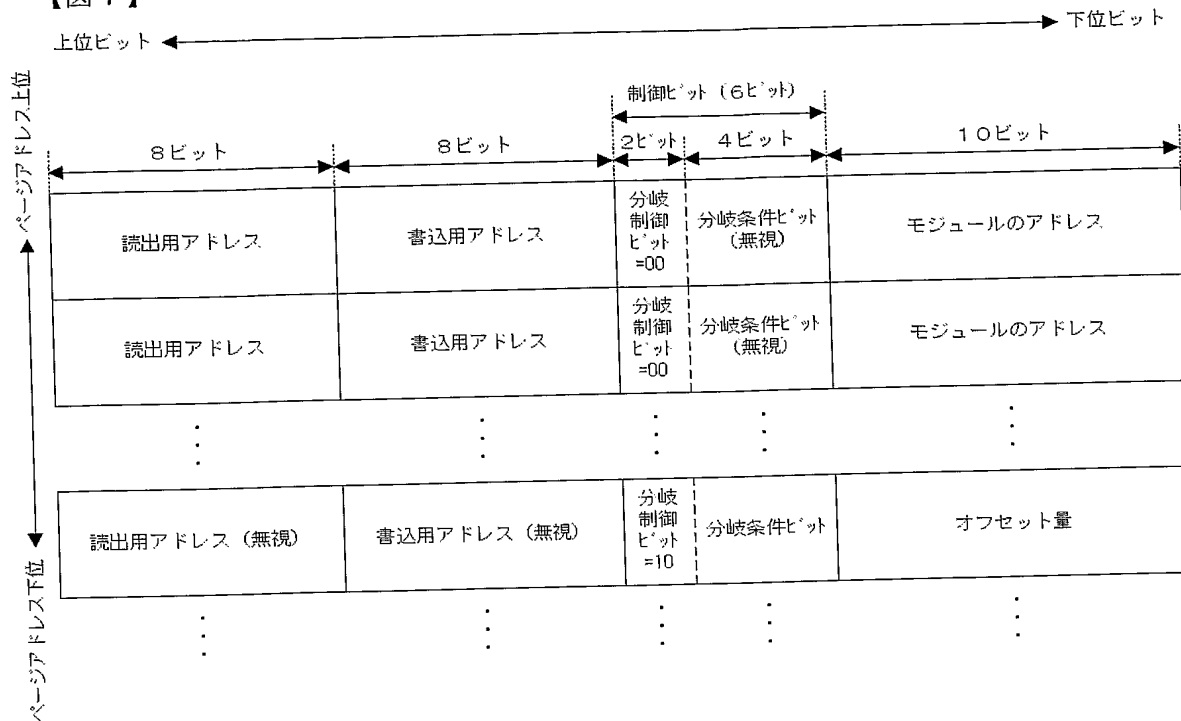 上位ビット
下位ビット
ページアドレス上位
ページアドレス下位
制御ビット (6ビット)
8ビット
8ビット
2ビット
4ビット
10ビット
読出用アドレス
書込用アドレス
分岐
制御
ビット
=00
分岐条件ビット
(無視)
モジュールのアドレス
読出用アドレス
書込用アドレス
分岐
制御
ビット
=00
分岐条件ビット
(無視)
モジュールのアドレス
読出用アドレス (無視)
書込用アドレス (無視)
分岐
制御
ビット
=10
分岐条件ビット
オフセット量